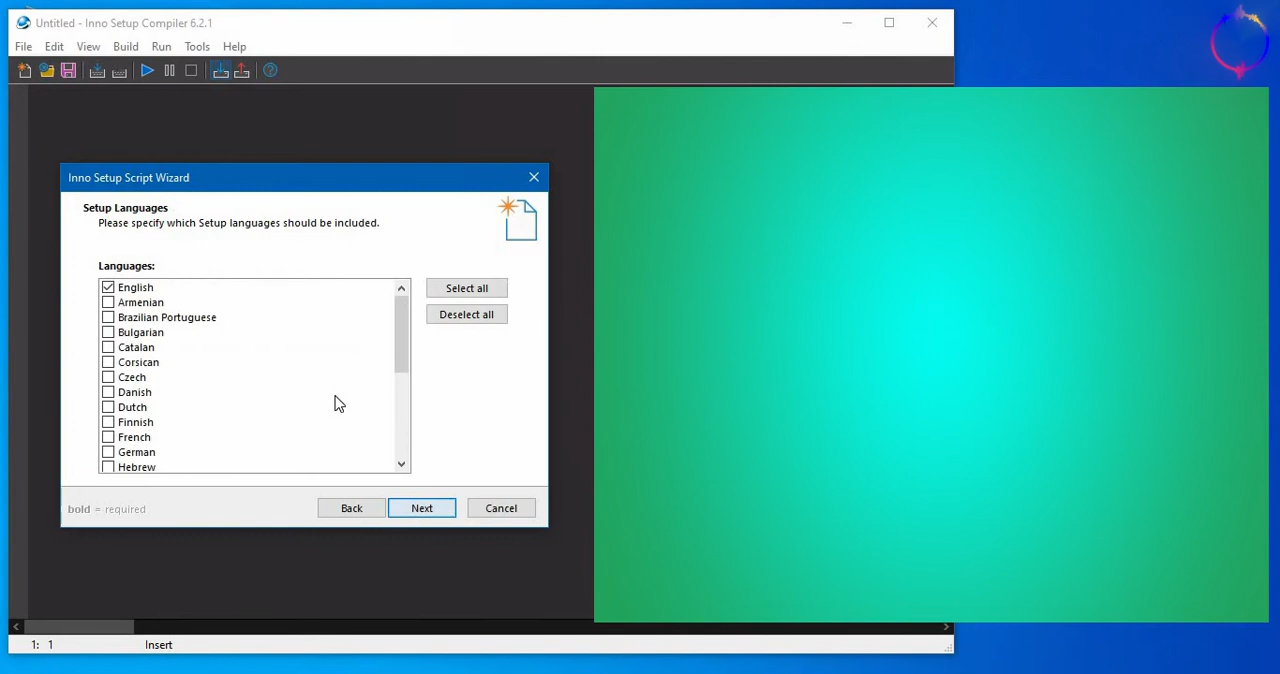 Untitled - Inno Setup Compiler 6.2.1
File Edit View Build Run Tools Help
Inno Setup Script Wizard
Setup Languages
Please specify which Setup languages should be included.
Languages:
English
Armenian
Brazilian Portuguese
Bulgarian
Catalan
Corsican
Czech
Danish
Dutch
Finnish
French
German
Hebrew
Select all
Deselect all
bold = required
Back Next Cancel
1: 1 Insert